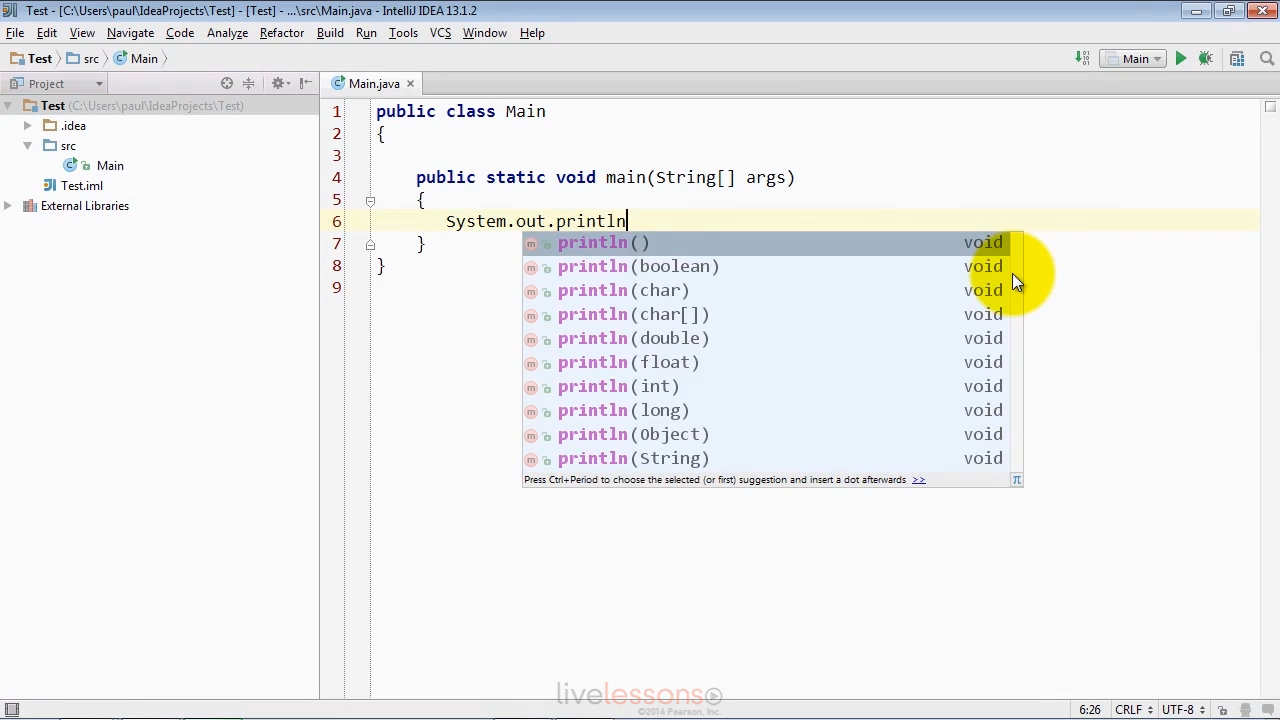 Test - [C:\Users\paul\IdeaProjects\Test] - [Test] - ...\src\Main.java - IntelliJ IDEA 13.1.2
File Edit View Navigate Code Analyze Refactor Build Run Tools VCS Window Help
Test src Main Main
Project Main.java
Test (C:\Users\paul\IdeaProjects\Test)
.idea
src
Main
Test.iml
External Libraries
1 public class Main
2 {
3
4 public static void main(String[] args)
5 {
6 System.out.println
7 }
8 }
9
println() void
println(boolean) void
println(char) void
println(char[]) void
println(double) void
println(float) void
println(int) void
println(long) void
println(Object) void
println(String) void
Press Ctrl+Period to choose the selected (or first) suggestion and insert a dot afterwards >> π
livelessons
©2014 Pearson, Inc.
6:26 CRLF UTF-8